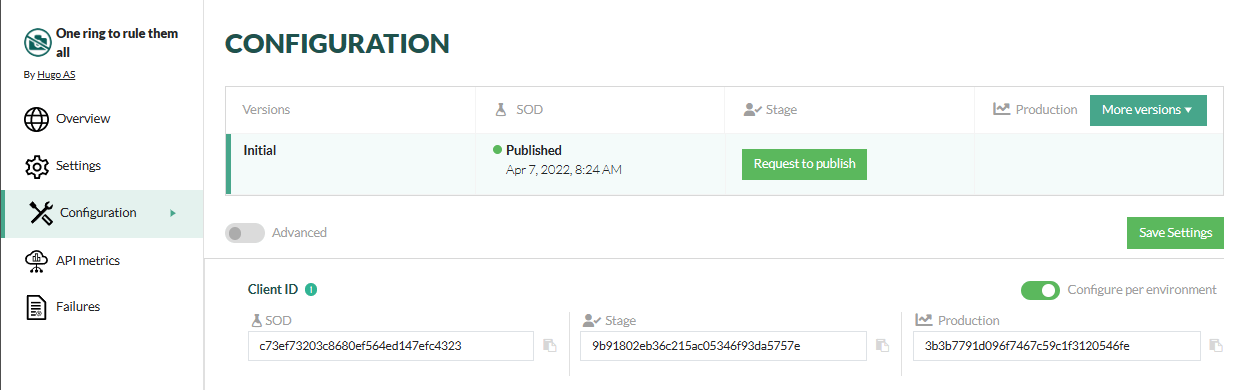 One ring to rule them
all
By Hugo AS
Overview
Settings
Configuration
API metrics
Failures
CONFIGURATION
Versions SOD Stage Production More versions
Initial Published Request to publish
Apr 7, 2022, 8:24 AM
Advanced Save Settings
Client ID i Configure per environment
SOD Stage Production
c73ef73203c8680ef564ed147efc4323 9b91802eb36c215ac05346f93da5757e 3b3b7791d096f7467c59c1f3120546fe